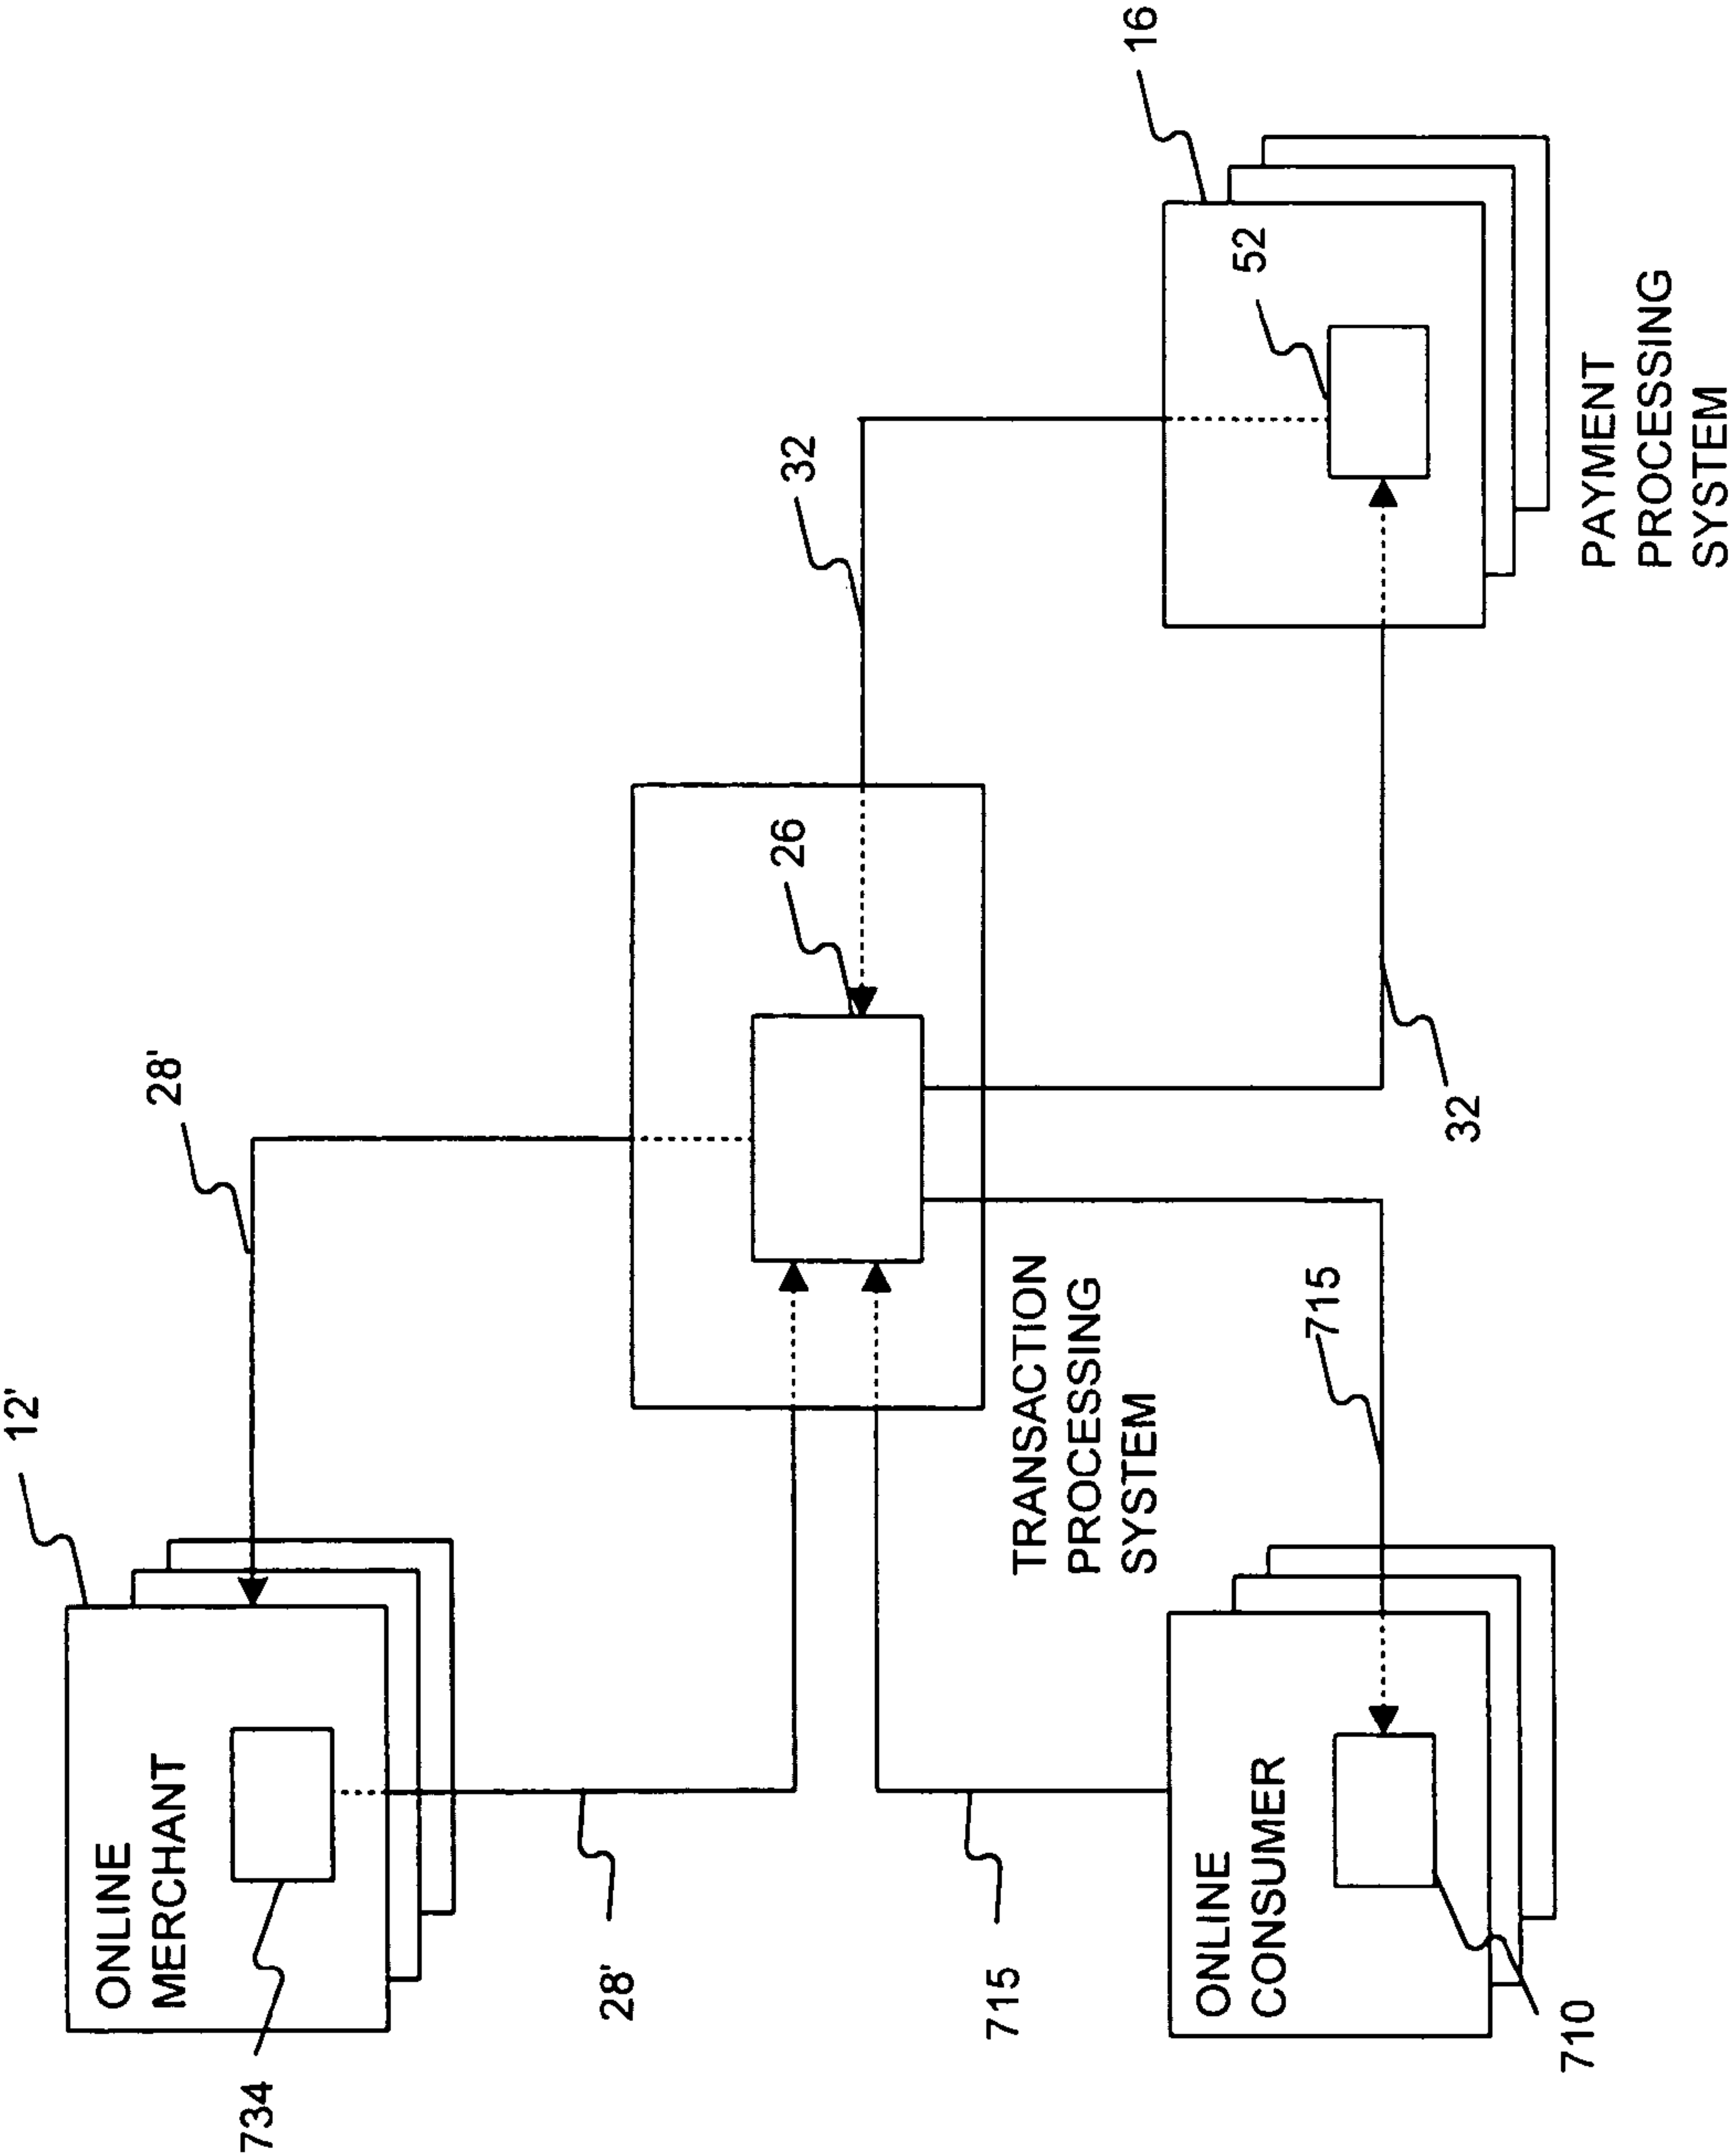 12'
28'
ONLINE
MERCHANT
734
28'
26
32
TRANSACTION
PROCESSING
SYSTEM
16
52
715
ONLINE
CONSUMER
715
710
32
PAYMENT
PROCESSING
SYSTEM